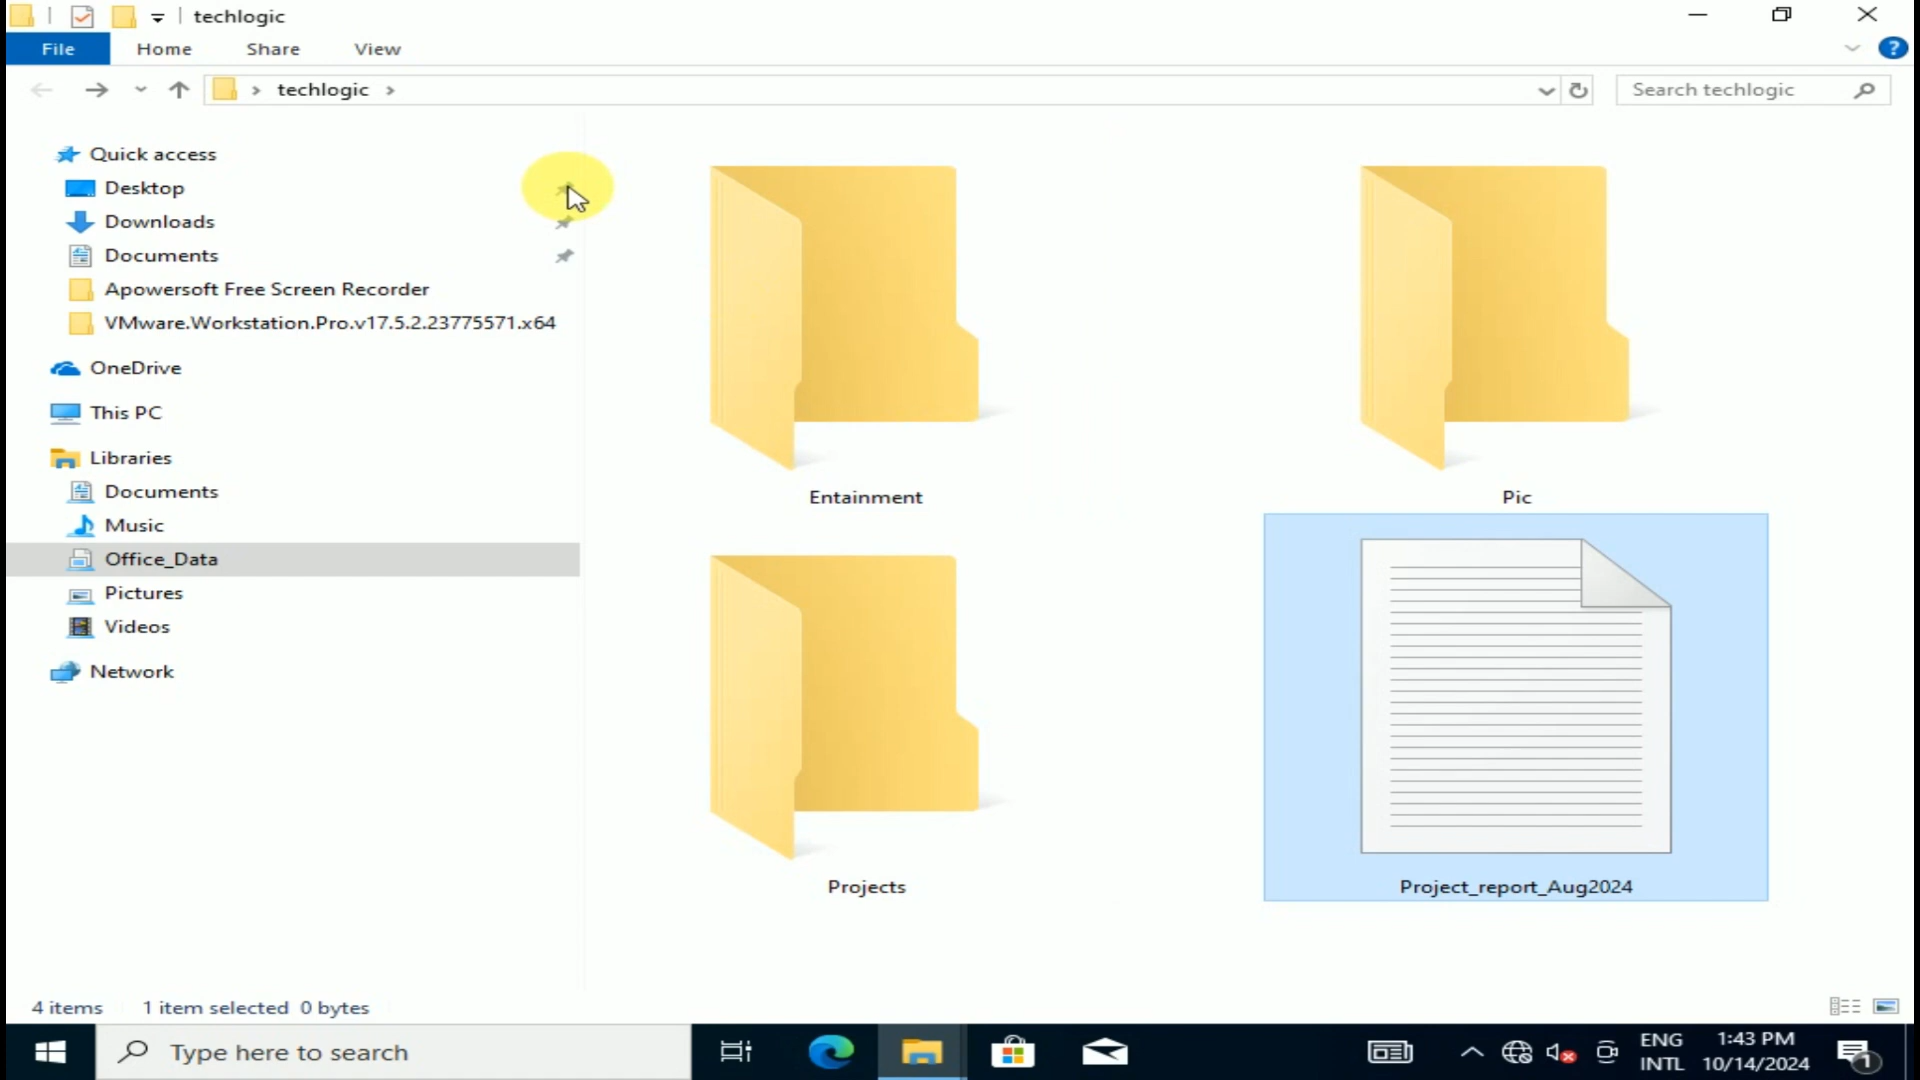 techlogic
File Home Share View
techlogic
Search techlogic
Quick access
Desktop
Downloads
Documents
Apowersoft Free Screen Recorder
VMware.Workstation.Pro.v17.5.2.23775571.x64
OneDrive
This PC
Libraries
Documents
Music
Office_Data
Pictures
Videos
Network
Entainment
Pic
Projects
Project_report_Aug2024
4 items 1 item selected 0 bytes
Type here to search
ENG
INTL
1:43 PM
10/14/2024
1